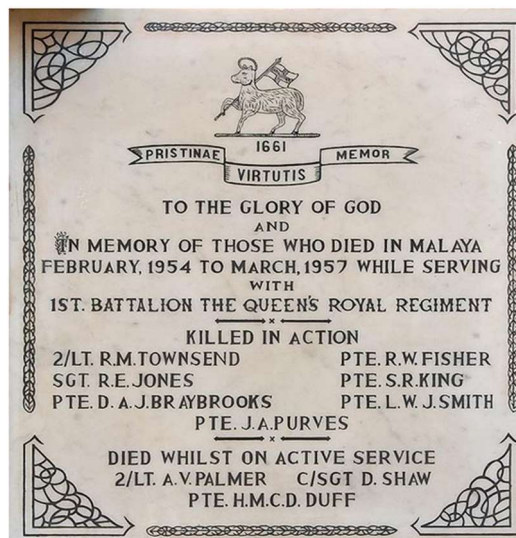 1661
PRISTINAE VIRTUTIS MEMOR
TO THE GLORY OF GOD
AND
IN MEMORY OF THOSE WHO DIED IN MALAYA
FEBRUARY, 1954 TO MARCH, 1957 WHILE SERVING
WITH
1ST. BATTALION THE QUEEN'S ROYAL REGIMENT
KILLED IN ACTION
2/LT. R.M. TOWNSEND PTE. R.W. FISHER
SGT. R.E. JONES PTE. S.R. KING
PTE. D.A.J. BRAYBROOKS PTE. L.W.J. SMITH
PTE. J.A. PURVES
DIED WHILST ON ACTIVE SERVICE
2/LT. A.V. PALMER C/SGT D. SHAW
PTE. H.M.C.D. DUFF